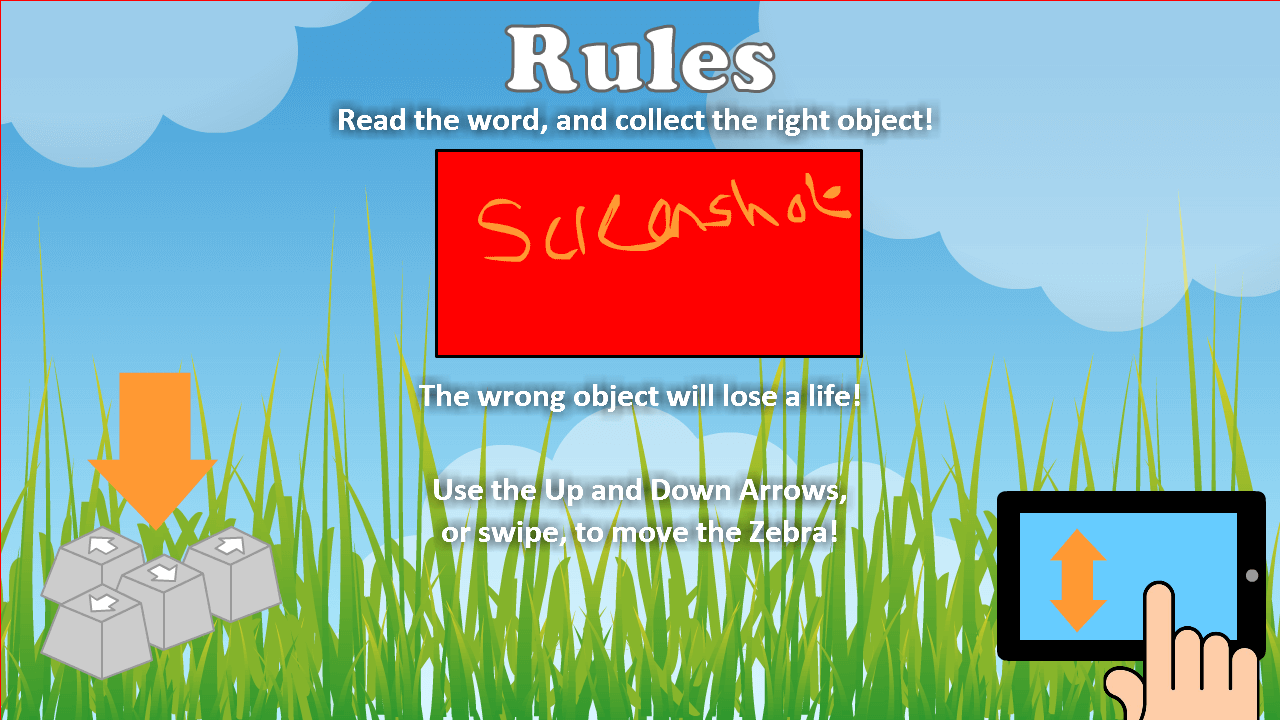 Rules
Read the word, and collect the right object!
Screenshot
The wrong object will lose a life!
Use the Up and Down Arrows,
or swipe, to move the Zebra!